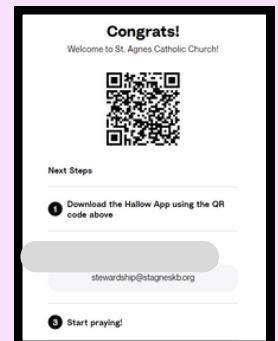 Congrats!
Welcome to St. Agnes Catholic Church!
Next Steps
1 Download the Hallow App using the QR
code above
stewardship@stagneskb.org
3 Start praying!